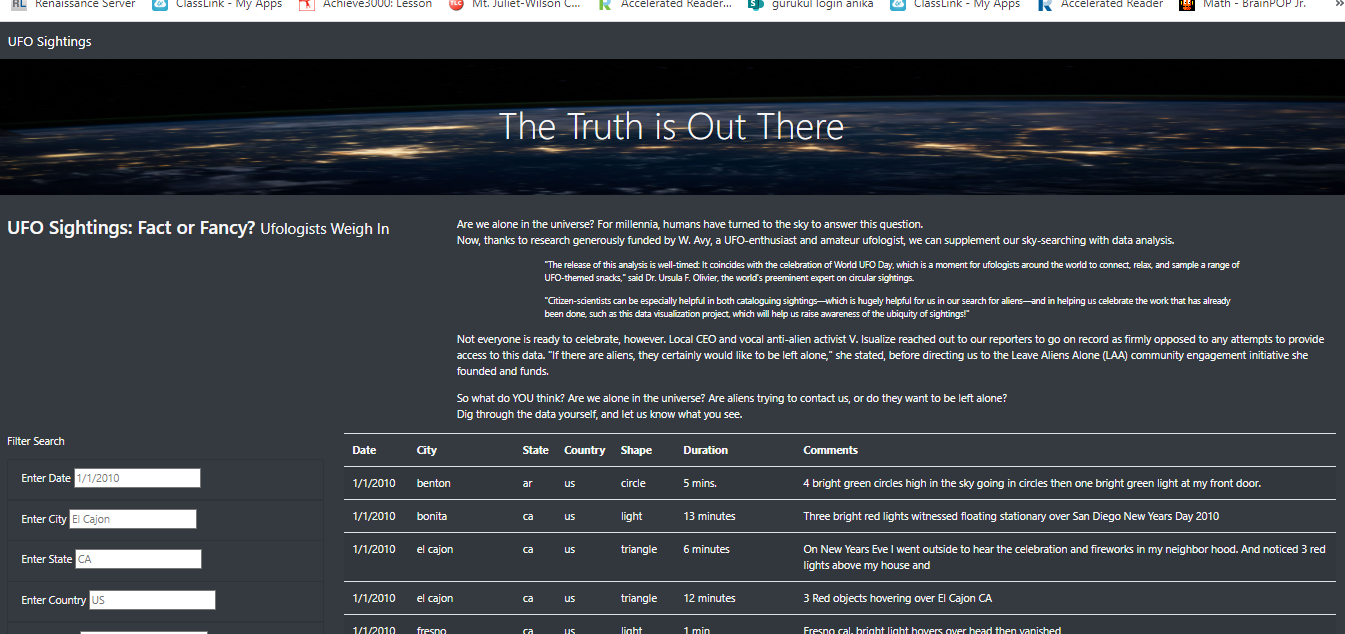 Renaissance Server ClassLink - My Apps Achieve3000: Lesson TLC Mt. Juliet-Wilson C... Accelerated Reader... gurukul login anika ClassLink - My Apps Accelerated Reader Math - BrainPOP Jr. »
UFO Sightings
The Truth is Out There
UFO Sightings: Fact or Fancy? Ufologists Weigh In
Are we alone in the universe? For millennia, humans have turned to the sky to answer this question.
Now, thanks to research generously funded by W. Avy, a UFO-enthusiast and amateur ufologist, we can supplement our sky-searching with data analysis.
"The release of this analysis is well-timed: It coincides with the celebration of World UFO Day, which is a moment for ufologists around the world to connect, relax, and sample a range of
UFO-themed snacks," said Dr. Ursula F. Olivier, the world's preeminent expert on circular sightings.
"Citizen-scientists can be especially helpful in both cataloguing sightings—which is hugely helpful for us in our search for aliens—and in helping us celebrate the work that has already
been done, such as this data visualization project, which will help us raise awareness of the ubiquity of sightings!"
Not everyone is ready to celebrate, however. Local CEO and vocal anti-alien activist V. Isualize reached out to our reporters to go on record as firmly opposed to any attempts to provide
access to this data. "If there are aliens, they certainly would like to be left alone," she stated, before directing us to the Leave Aliens Alone (LAA) community engagement initiative she
founded and funds.
So what do YOU think? Are we alone in the universe? Are aliens trying to contact us, or do they want to be left alone?
Dig through the data yourself, and let us know what you see.
Filter Search
Enter Date 1/1/2010
Enter City El Cajon
Enter State CA
Enter Country US
Date City State Country Shape Duration Comments
1/1/2010 benton ar us circle 5 mins. 4 bright green circles high in the sky going in circles then one bright green light at my front door.
1/1/2010 bonita ca us light 13 minutes Three bright red lights witnessed floating stationary over San Diego New Years Day 2010
1/1/2010 el cajon ca us triangle 6 minutes On New Years Eve I went outside to hear the celebration and fireworks in my neighbor hood. And noticed 3 red
lights above my house and
1/1/2010 el cajon ca us triangle 12 minutes 3 Red objects hovering over El Cajon CA
1/1/2010 fresno ca us light 1 min Fresno cal. bright light hovers over head then vanished